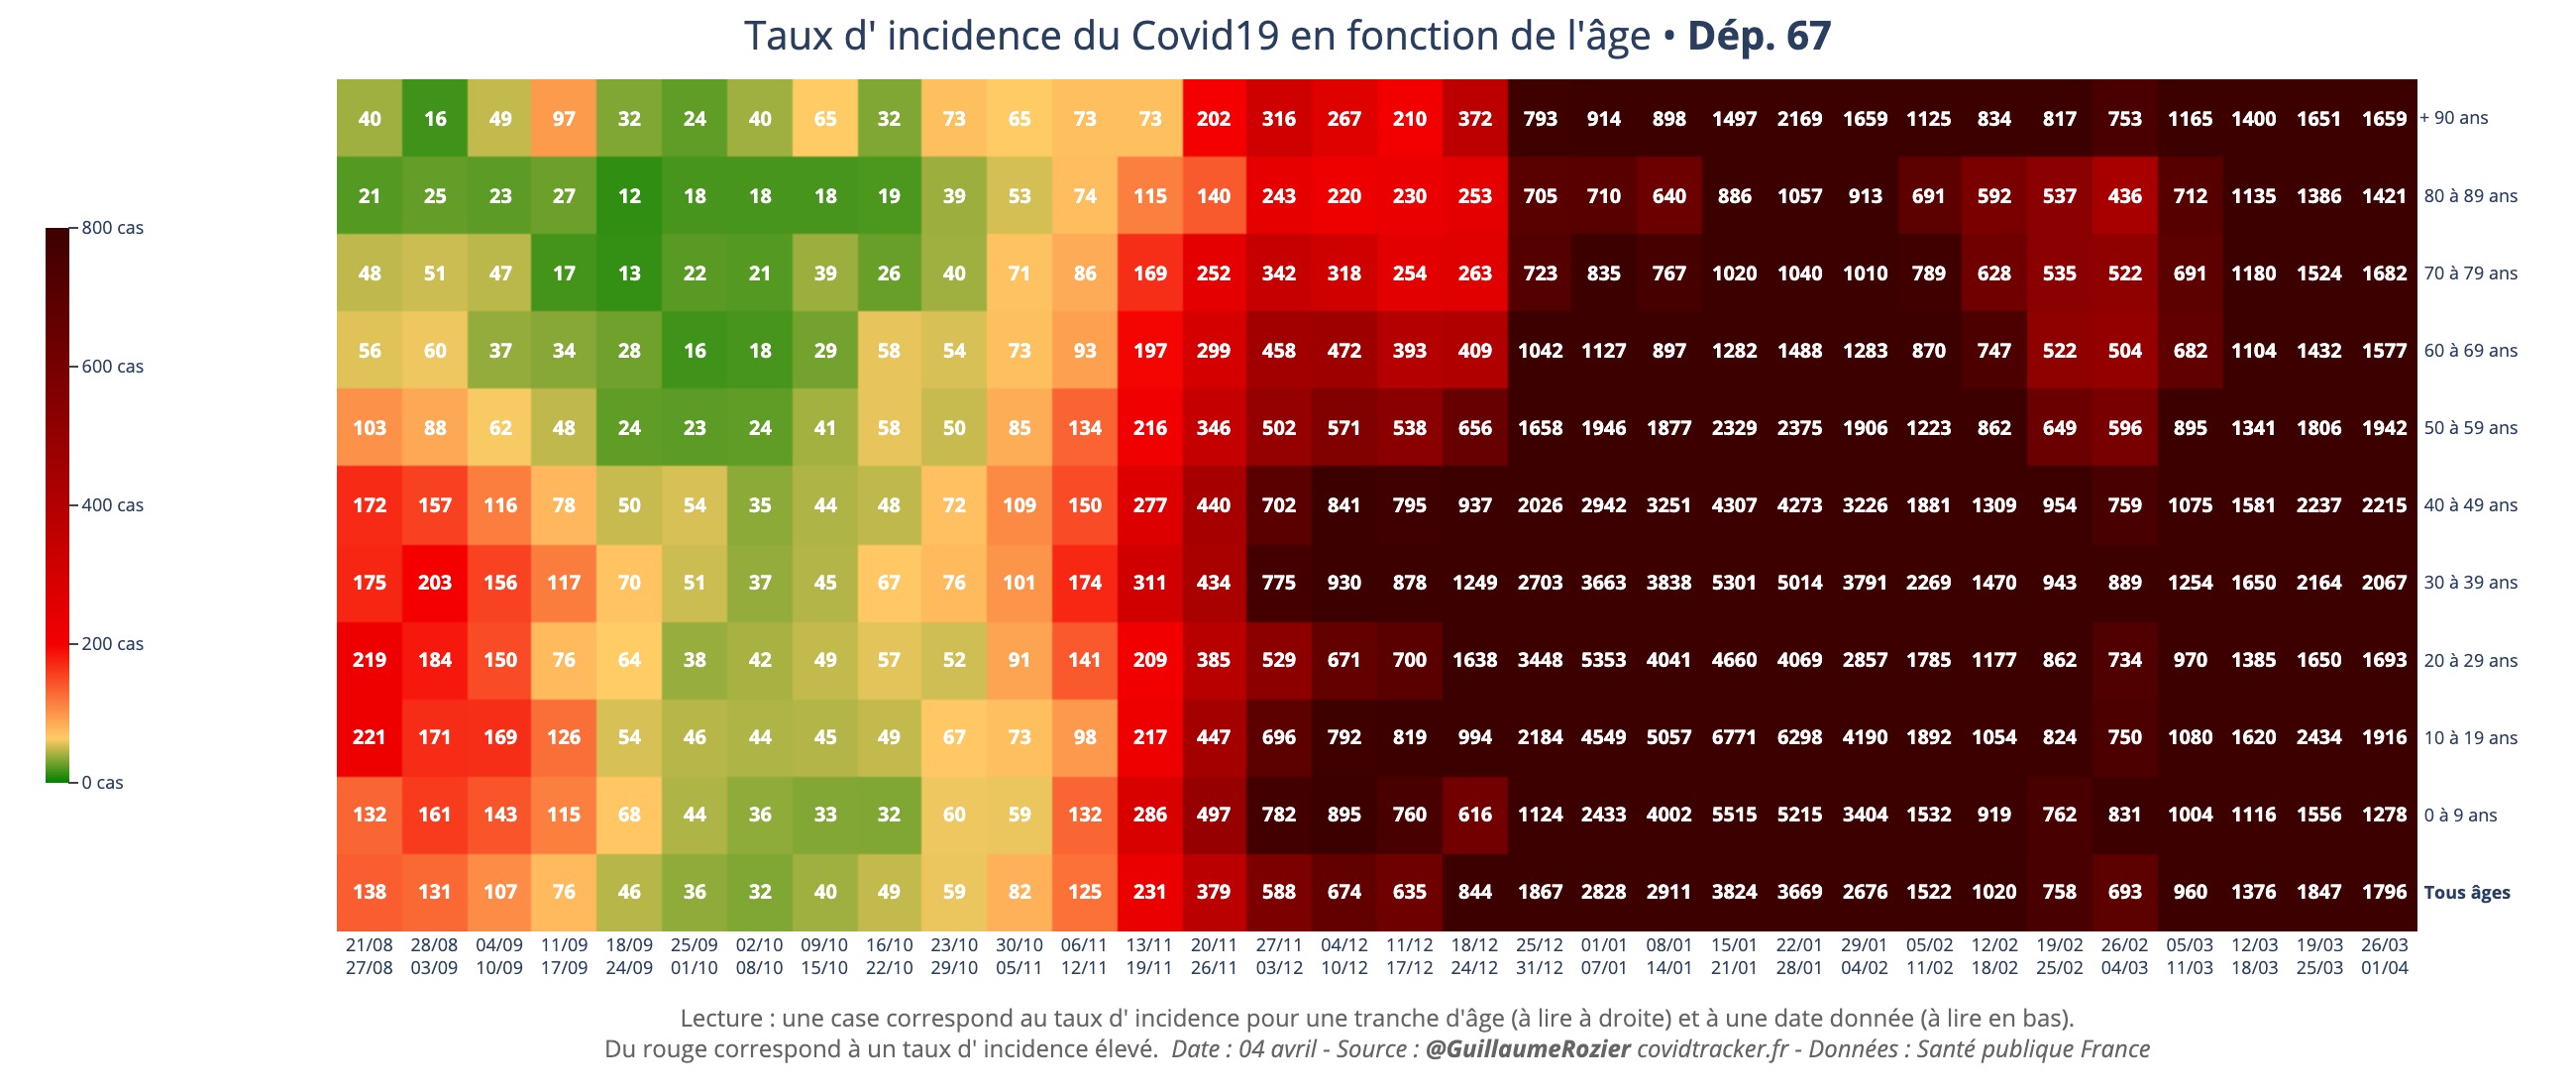 Taux d' incidence du Covid19 en fonction de l'âge • Dép. 67
800 cas
600 cas
400 cas
200 cas
0 cas
40 16 49 97 32 24 40 65 32 73 65 73 73 202 316 267 210 372 793 914 898 1497 2169 1659 1125 834 817 753 1165 1400 1651 1659 + 90 ans
21 25 23 27 12 18 18 18 19 39 53 74 115 140 243 220 230 253 705 710 640 886 1057 913 691 592 537 436 712 1135 1386 1421 80 à 89 ans
48 51 47 17 13 22 21 39 26 40 71 86 169 252 342 318 254 263 723 835 767 1020 1040 1010 789 628 535 522 691 1180 1524 1682 70 à 79 ans
56 60 37 34 28 16 18 29 58 54 73 93 197 299 458 472 393 409 1042 1127 897 1282 1488 1283 870 747 522 504 682 1104 1432 1577 60 à 69 ans
103 88 62 48 24 23 24 41 58 50 85 134 216 346 502 571 538 656 1658 1946 1877 2329 2375 1906 1223 862 649 596 895 1341 1806 1942 50 à 59 ans
172 157 116 78 50 54 35 44 48 72 109 150 277 440 702 841 795 937 2026 2942 3251 4307 4273 3226 1881 1309 954 759 1075 1581 2237 2215 40 à 49 ans
175 203 156 117 70 51 37 45 67 76 101 174 311 434 775 930 878 1249 2703 3663 3838 5301 5014 3791 2269 1470 943 889 1254 1650 2164 2067 30 à 39 ans
219 184 150 76 64 38 42 49 57 52 91 141 209 385 529 671 700 1638 3448 5353 4041 4660 4069 2857 1785 1177 862 734 970 1385 1650 1693 20 à 29 ans
221 171 169 126 54 46 44 45 49 67 73 98 217 447 696 792 819 994 2184 4549 5057 6771 6298 4190 1892 1054 824 750 1080 1620 2434 1916 10 à 19 ans
132 161 143 115 68 44 36 33 32 60 59 132 286 497 782 895 760 616 1124 2433 4002 5515 5215 3404 1532 919 762 831 1004 1116 1556 1278 0 à 9 ans
138 131 107 76 46 36 32 40 49 59 82 125 231 379 588 674 635 844 1867 2828 2911 3824 3669 2676 1522 1020 758 693 960 1376 1847 1796 Tous âges
21/08 28/08 04/09 11/09 18/09 25/09 02/10 09/10 16/10 23/10 30/10 06/11 13/11 20/11 27/11 04/12 11/12 18/12 25/12 01/01 08/01 15/01 22/01 29/01 05/02 12/02 19/02 26/02 05/03 12/03 19/03 26/03
27/08 03/09 10/09 17/09 24/09 01/10 08/10 15/10 22/10 29/10 05/11 12/11 19/11 26/11 03/12 10/12 17/12 24/12 31/12 07/01 14/01 21/01 28/01 04/02 11/02 18/02 25/02 04/03 11/03 18/03 25/03 01/04
Lecture : une case correspond au taux d' incidence pour une tranche d'âge (à lire à droite) et à une date donnée (à lire en bas).
Du rouge correspond à un taux d' incidence élevé. Date : 04 avril - Source : @GuillaumeRozier covidtracker.fr - Données : Santé publique France